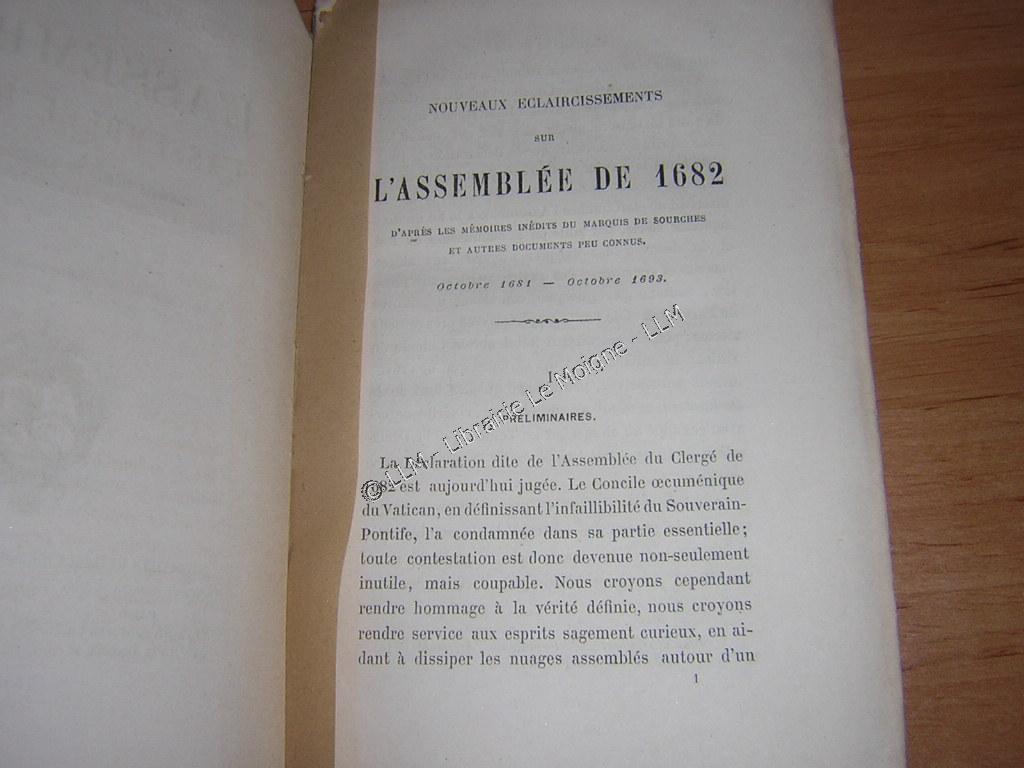 NOUVEAUX ECLAIRCISSEMENTS
SUR
L'ASSEMBLÉE DE 1682
D'APRÈS LES MÉMOIRES INÉDITS DU MARQUIS DE SOURCHES
ET AUTRES DOCUMENTS PEU CONNUS.
Octobre 1681 — Octobre 1693.
I
PRÉLIMINAIRES.
© LLM - Librairie Le Moigne - LLM
La Déclaration dite de l'Assemblée du Clergé de
1682 est aujourd'hui jugée. Le Concile œcuménique
du Vatican, en définissant l'infaillibilité du Souverain-
Pontife, l'a condamnée dans sa partie essentielle;
toute contestation est donc devenue non-seulement
inutile, mais coupable. Nous croyons cependant
rendre hommage à la vérité définie, nous croyons
rendre service aux esprits sagement curieux, en ai-
dant à dissiper les nuages assemblés autour d'un
1